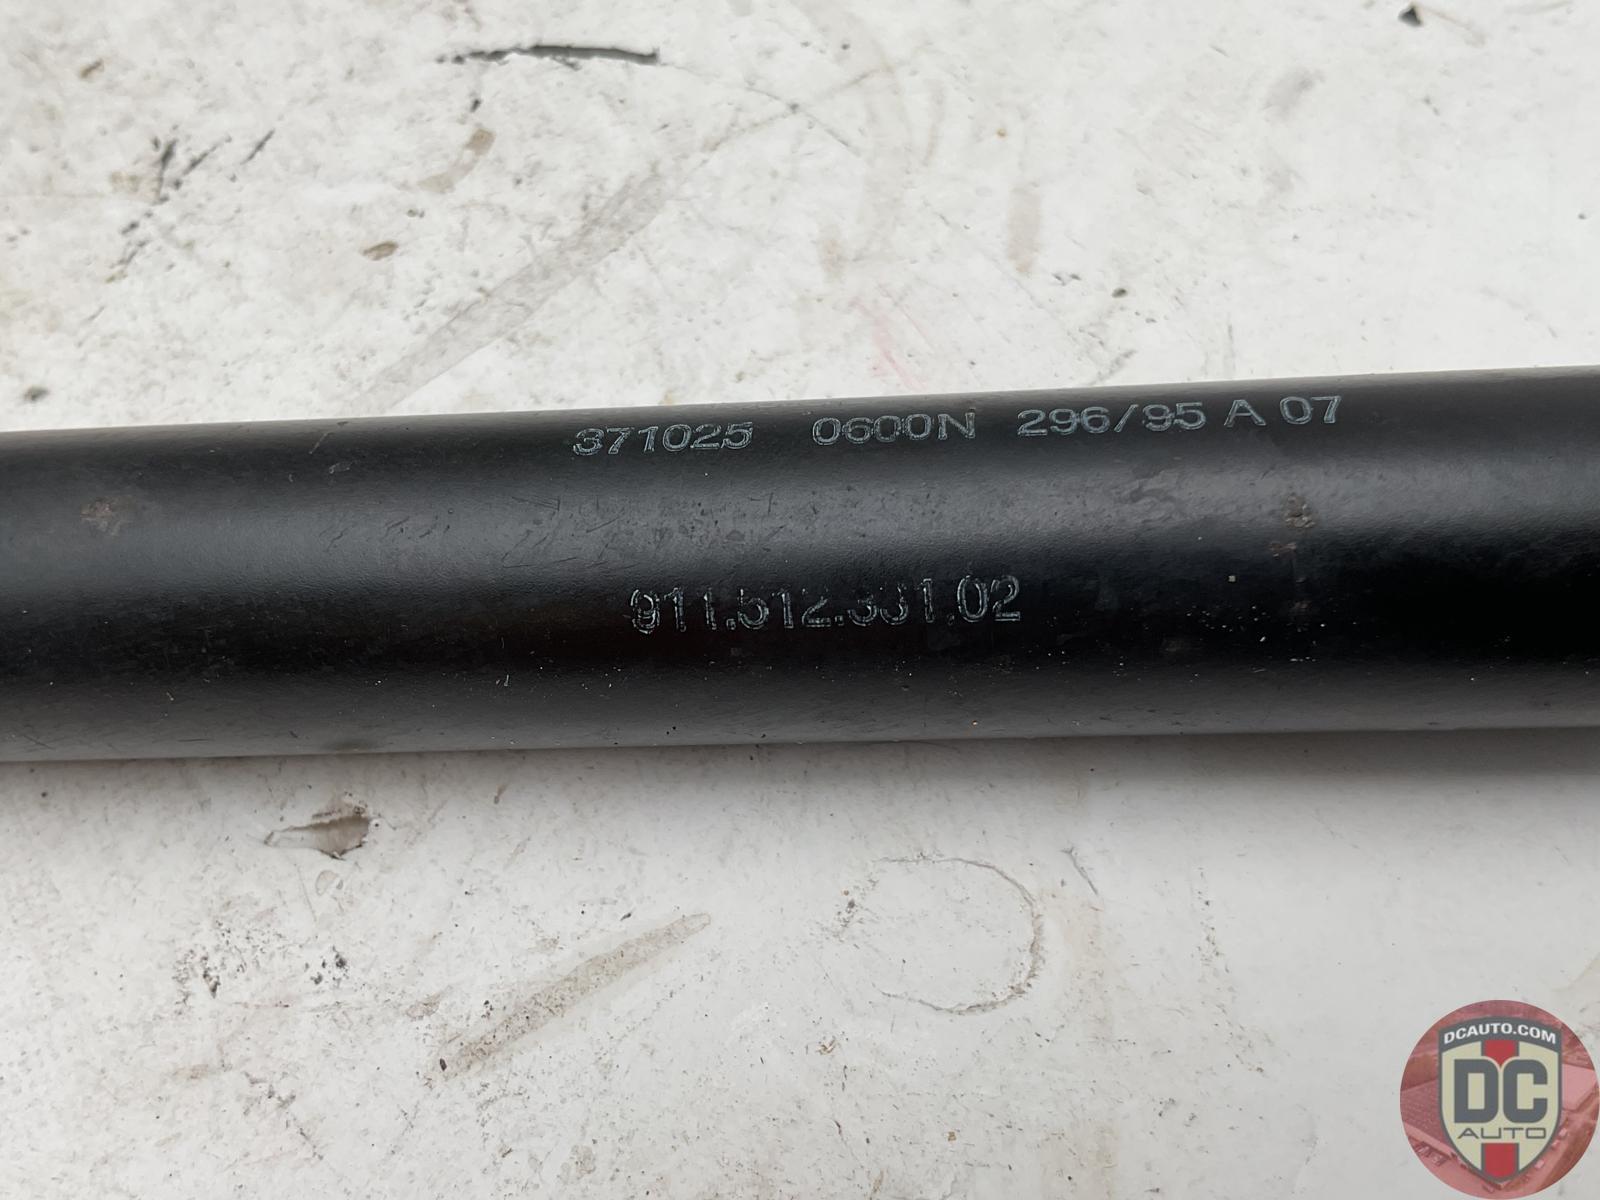 371025 0600N 296/95 A 07
911.512.331.02
DCAUTO.COM
DC
AUTO